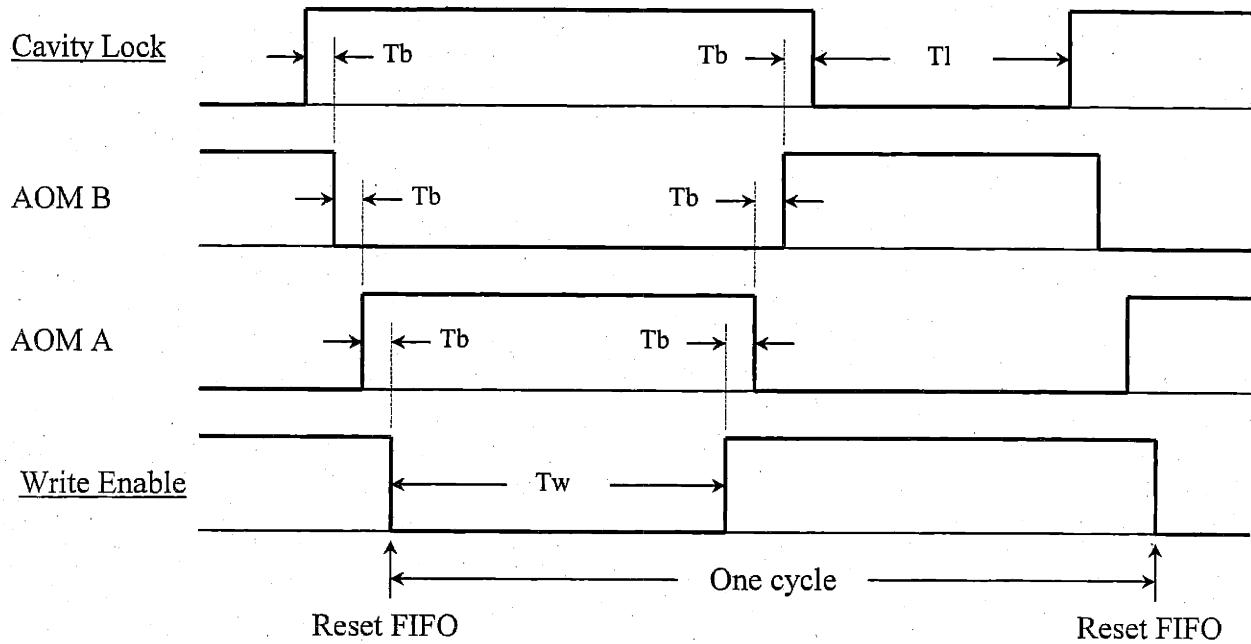 Cavity Lock
Tb
Tb
Tl
AOM B
Tb
Tb
AOM A
Tb
Tb
Write Enable
Tw
One cycle
Reset FIFO
Reset FIFO